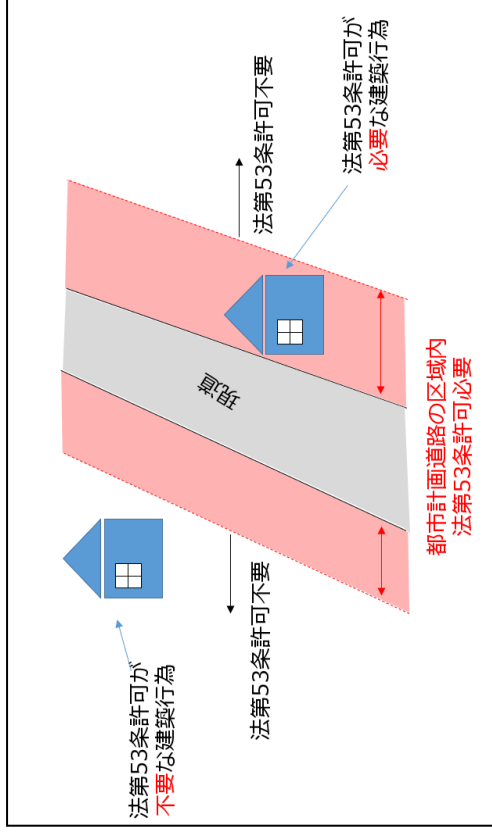 法第53条許可が
不要な建築行為
法第53条許可不要
現道
法第53条許可不要
法第53条許可が
必要な建築行為
都市計画道路の区域内
法第53条許可必要